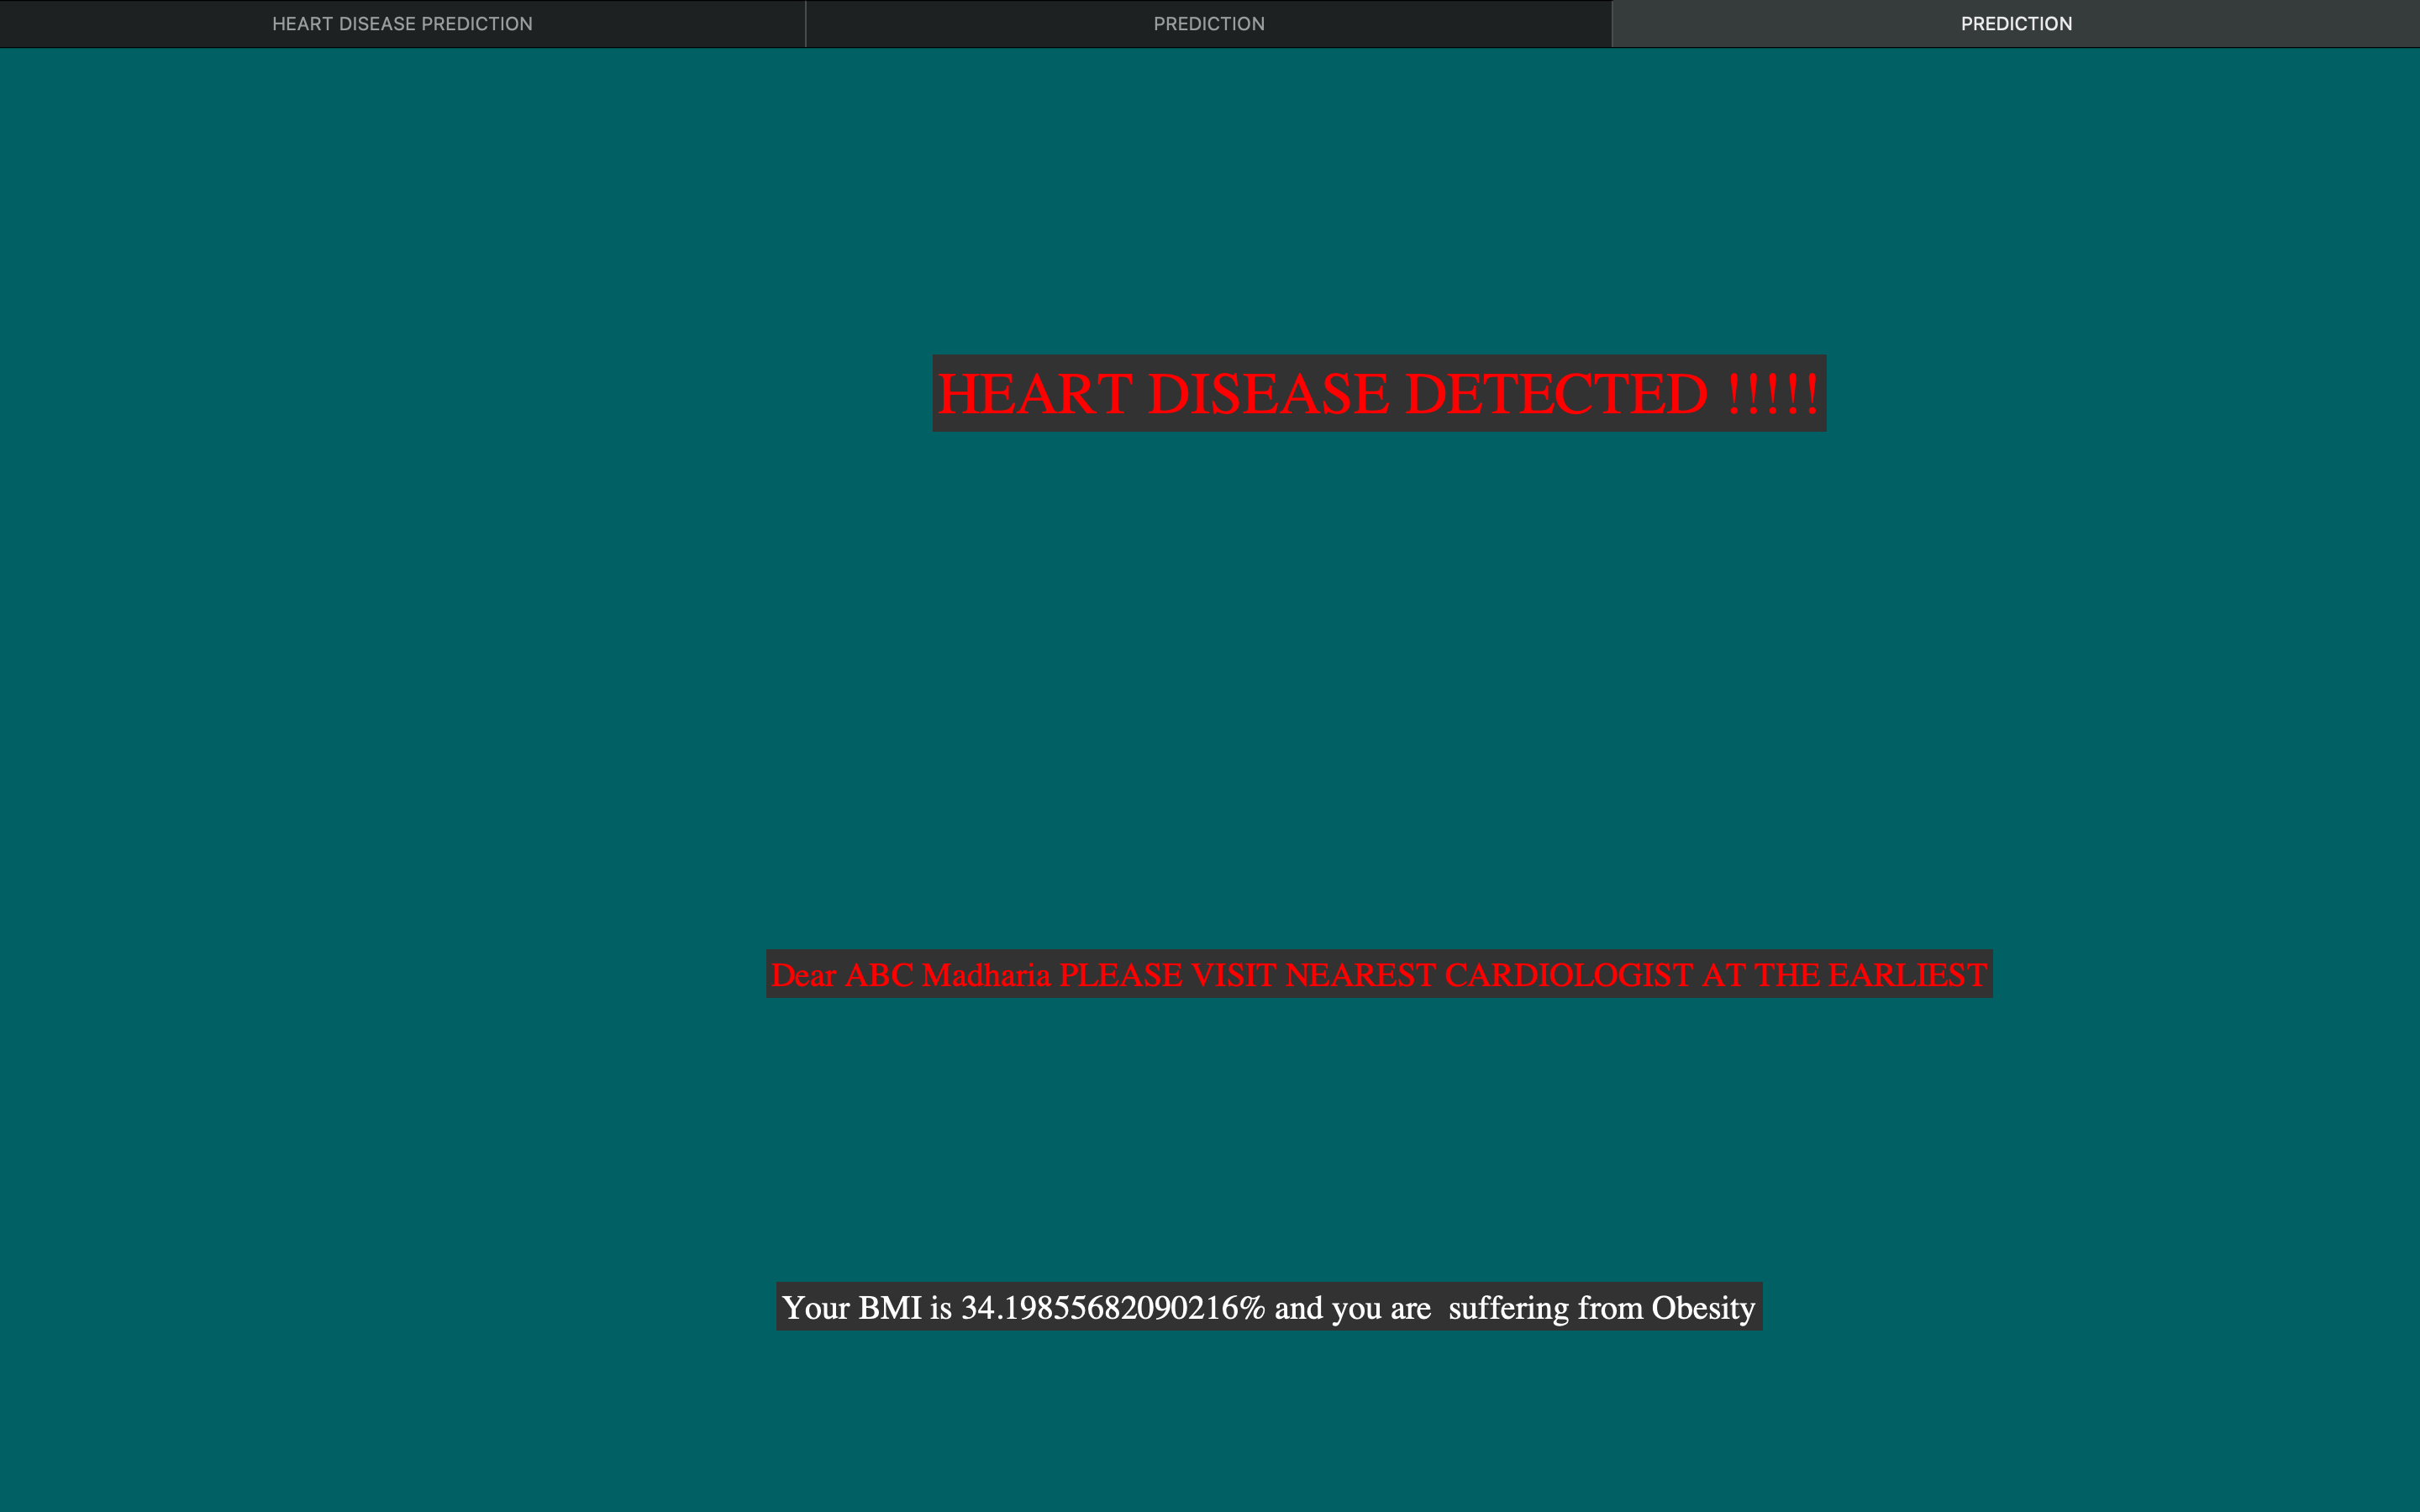 HEART DISEASE PREDICTION
PREDICTION
PREDICTION
HEART DISEASE DETECTED !!!!!
Dear ABC Madharia PLEASE VISIT NEAREST CARDIOLOGIST AT THE EARLIEST
Your BMI is 34.19855682090216% and you are  suffering from Obesity